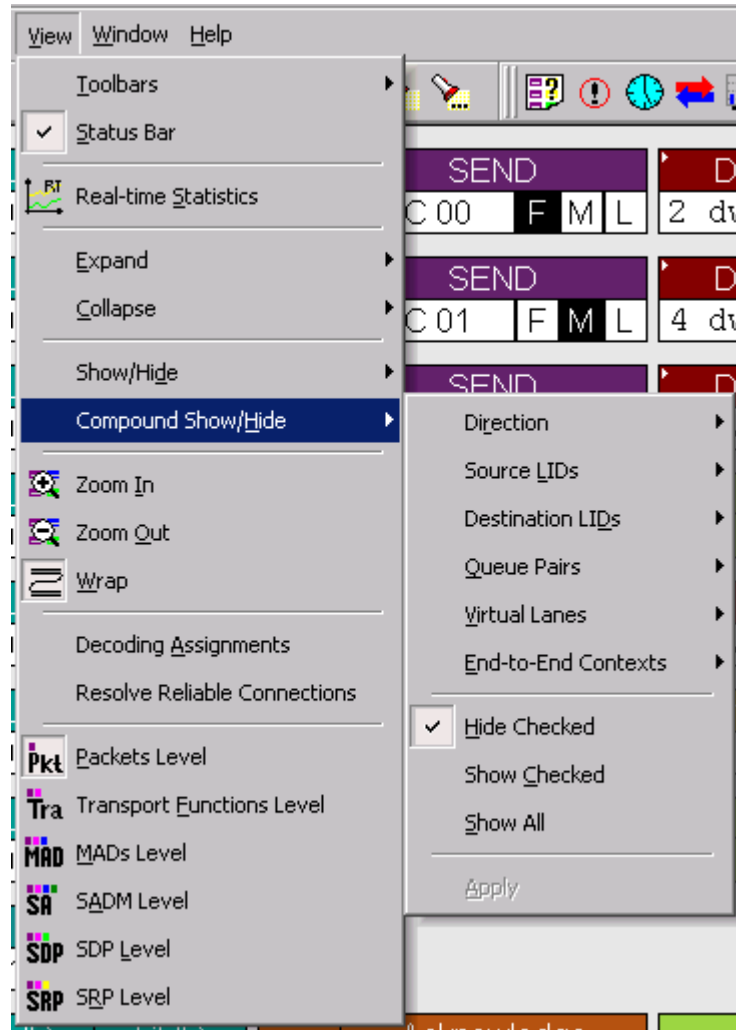 View Window Help
Toolbars
Status Bar
RT Real-time Statistics
Expand
Collapse
Show/Hide
Compound Show/Hide
Zoom In
Zoom Out
Wrap
Decoding Assignments
Resolve Reliable Connections
Pkt Packets Level
Tra Transport Functions Level
MAD MADs Level
SA SADM Level
SDP SDP Level
SRP SRP Level
SEND D
C 00 F M L 2
SEND D
C 01 F M L 4
SEND D
Direction
Source LIDs
Destination LIDs
Queue Pairs
Virtual Lanes
End-to-End Contexts
Hide Checked
Show Checked
Show All
Apply